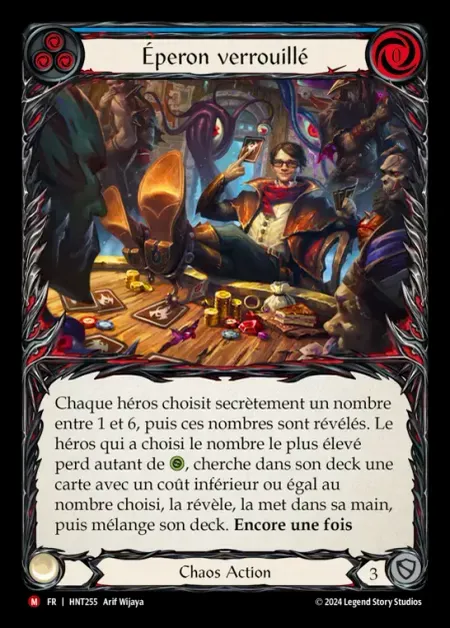 Éperon verrouillé
0
Chaque héros choisit secrètement un nombre
entre 1 et 6, puis ces nombres sont révélés. Le
héros qui a choisi le nombre le plus élevé
perd autant de , cherche dans son deck une
carte avec un coût inférieur ou égal au
nombre choisi, la révèle, la met dans sa main,
puis mélange son deck. Encore une fois
Chaos Action
3
M FR | HNT255 Arif Wijaya
© 2024 Legend Story Studios